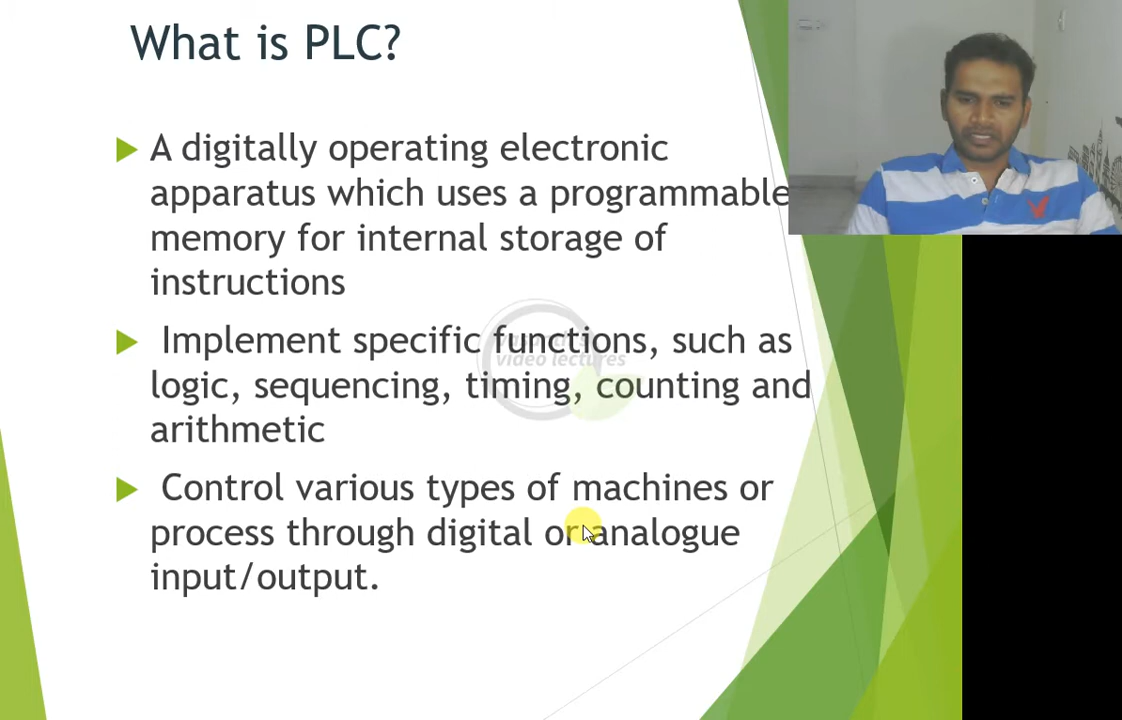 What is PLC?
A digitally operating electronic
apparatus which uses a programmable
memory for internal storage of
instructions
Implement specific functions, such as
logic, sequencing, timing, counting and
arithmetic
video lectures
Control various types of machines or
process through digital or analogue
input/output.